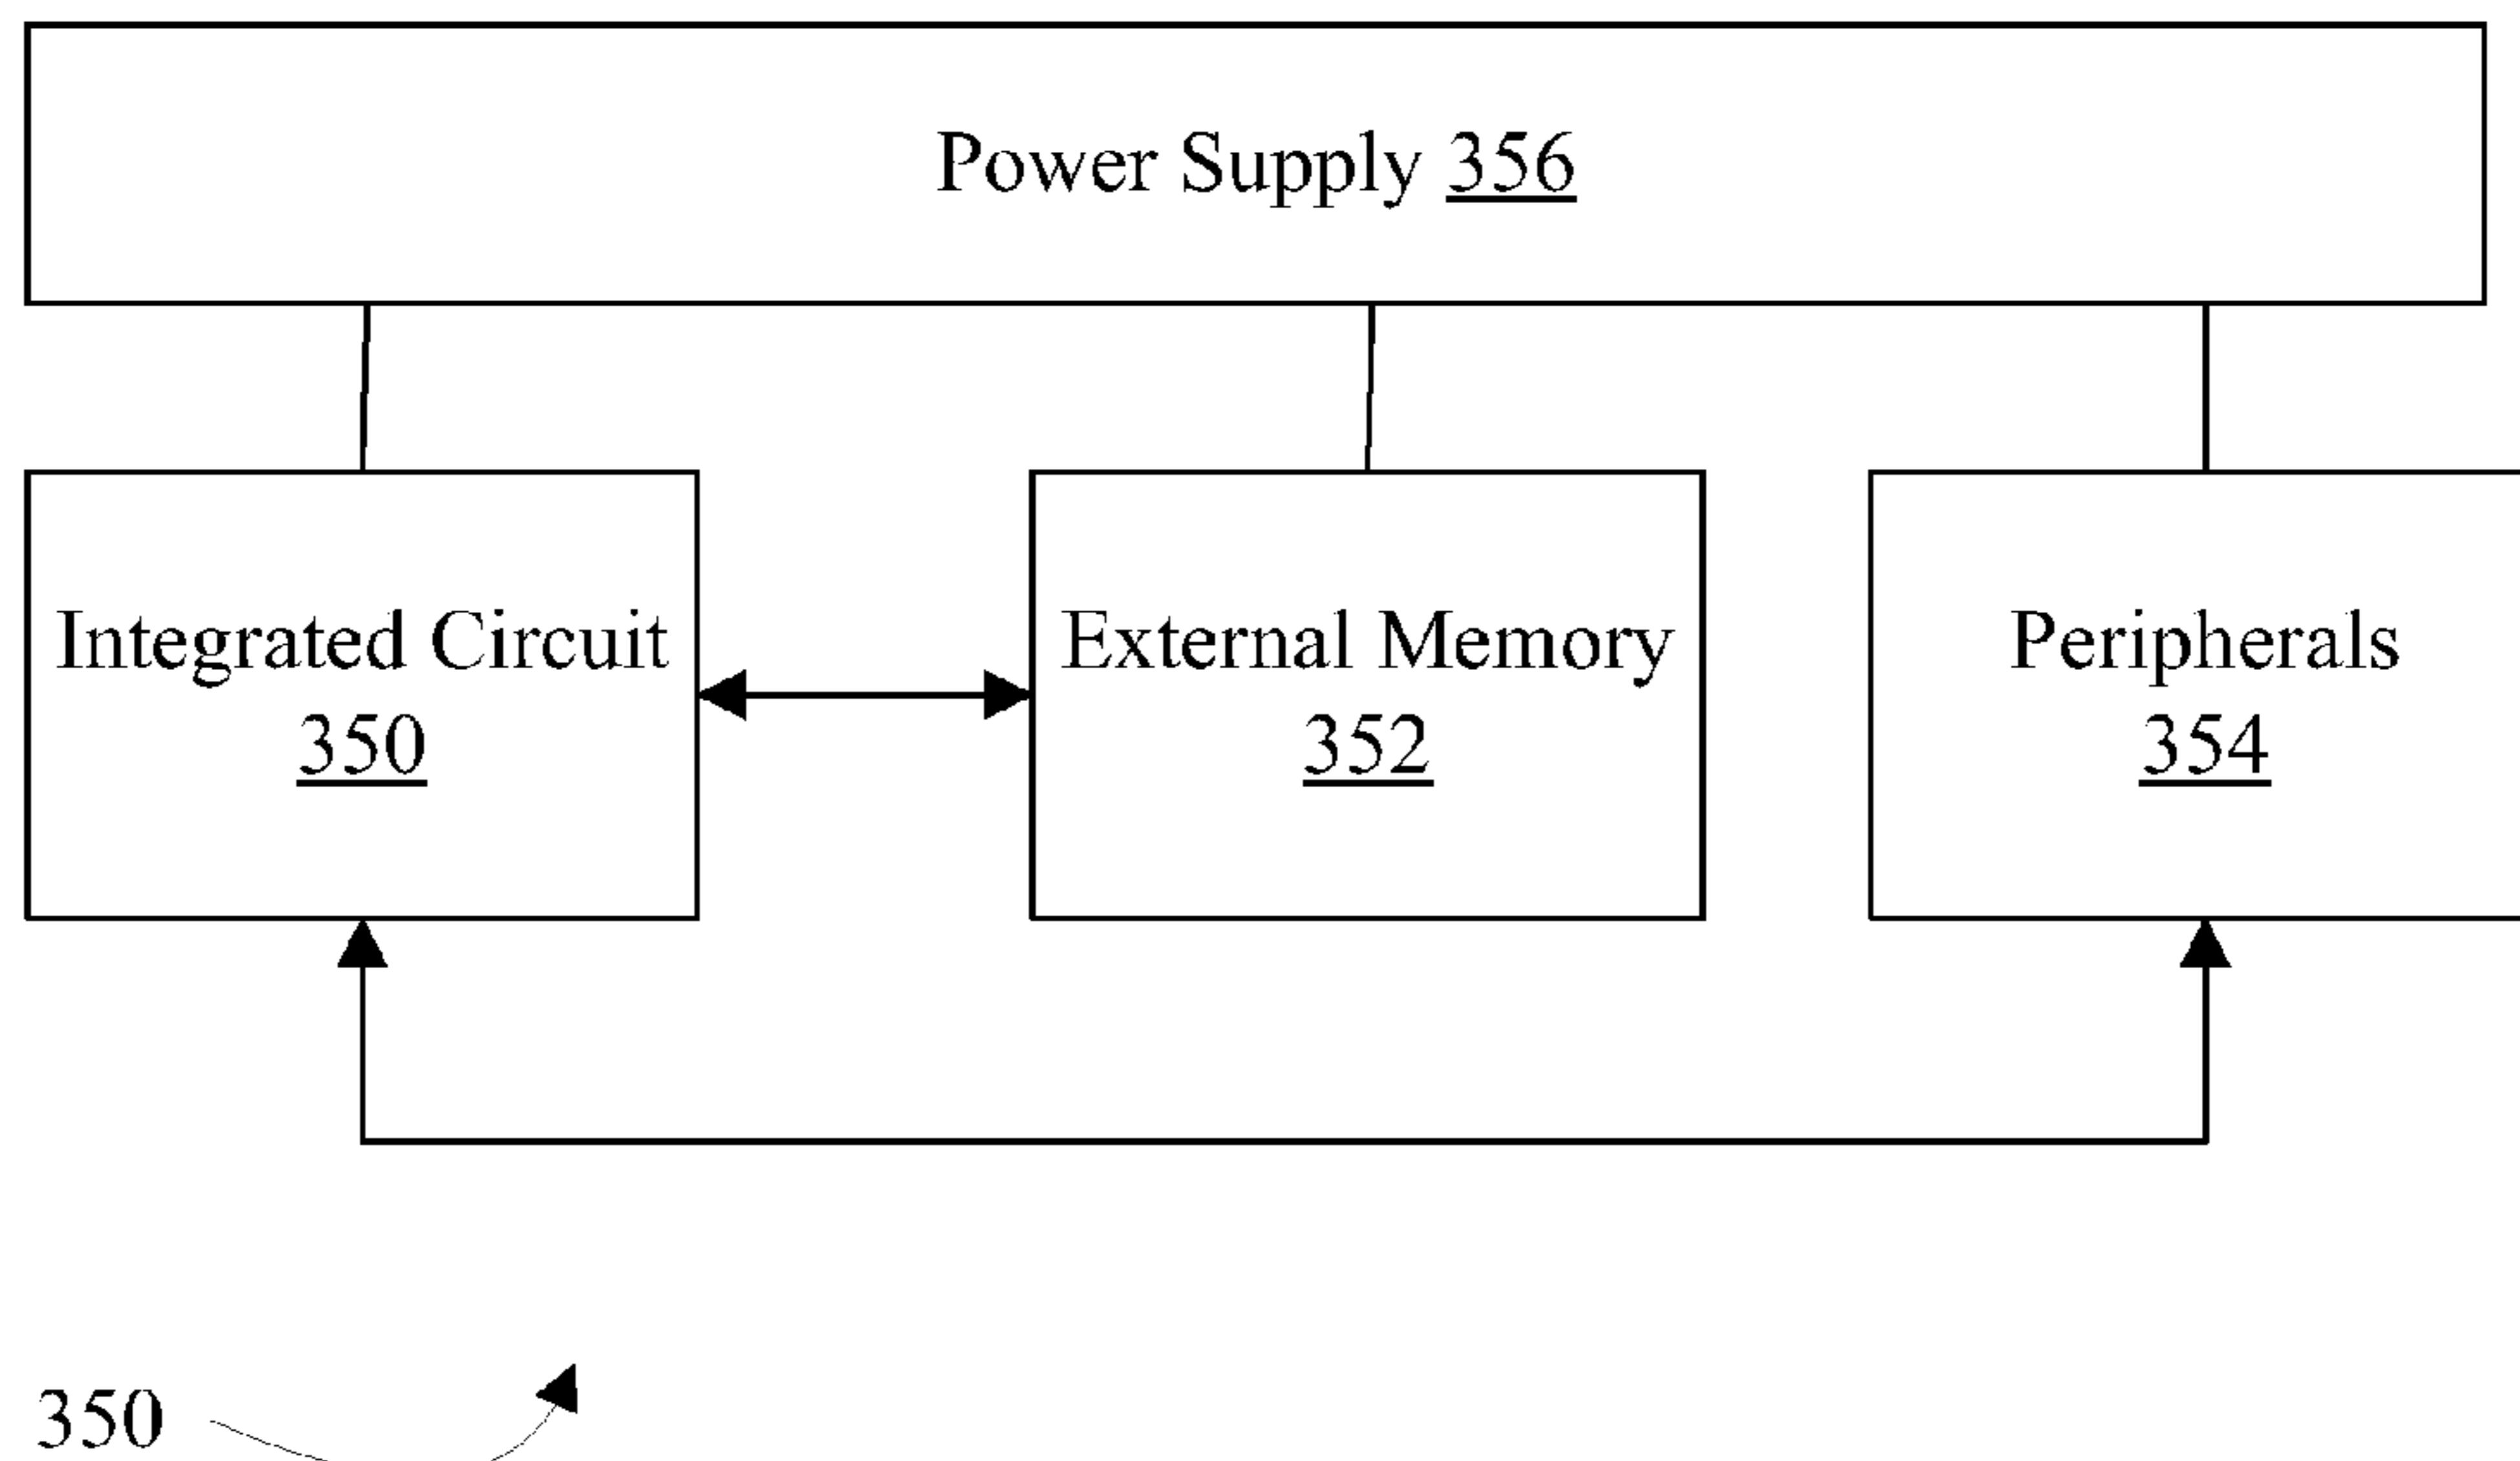 Power Supply 356
Integrated Circuit
350
External Memory
352
Peripherals
354
350